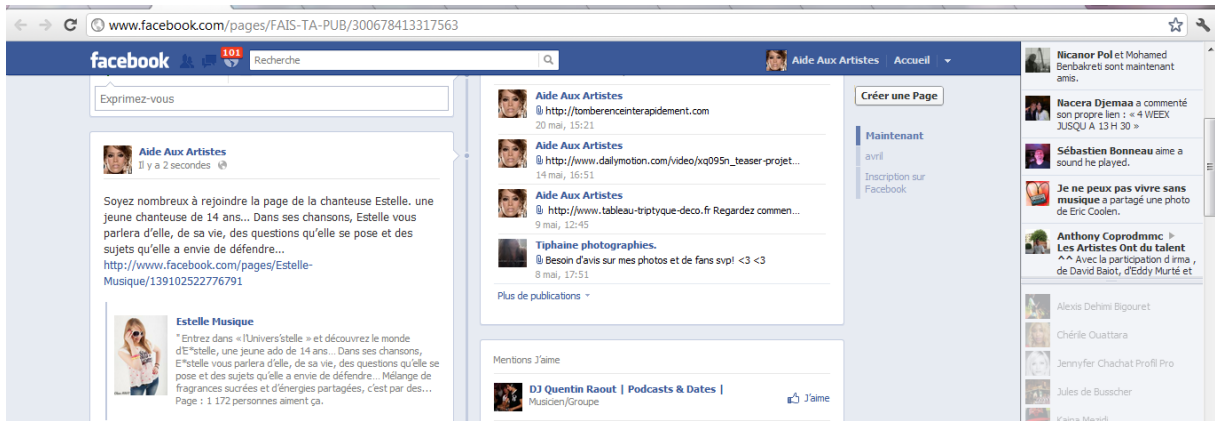 www.facebook.com/pages/FAIS-TA-PUB/300678413317563
facebook
101
Recherche
Aide Aux Artistes
Accueil
Exprimez-vous
Aide Aux Artistes
Il y a 2 secondes
Soyez nombreux à rejoindre la page de la chanteuse Estelle. une
jeune chanteuse de 14 ans... Dans ses chansons, Estelle vous
parlera d'elle, de sa vie, des questions qu'elle se pose et des
sujets qu'elle a envie de défendre...
http://www.facebook.com/pages/Estelle-
Musique/139102522776791
Estelle Musique
"Entrez dans « l'Univers'stelle » et découvrez le monde
d'E*stelle, une jeune ado de 14 ans... Dans ses chansons,
E*stelle vous parlera d'elle, de sa vie, des questions qu'elle se
pose et des sujets qu'elle a envie de défendre... Mélange de
fragrances sucrées et d'énergies partagées, c'est par des...
Page : 1 172 personnes aiment ça.
Aide Aux Artistes
http://tomberenceinterapidement.com
20 mai, 15:21
Aide Aux Artistes
http://www.dailymotion.com/video/xq095n_teaser-projet...
14 mai, 16:51
Aide Aux Artistes
http://www.tableau-triptyque-deco.fr Regardez commen...
9 mai, 12:45
Tiphaine photographies.
Besoin d'avis sur mes photos et de fans svp! <3 <3
8 mai, 17:51
Plus de publications
Mentions J'aime
DJ Quentin Raout | Podcasts & Dates |
Musicien/Groupe
J'aime
Créer une Page
Maintenant
avril
Inscription sur
Facebook
Nicanor Pol et Mohamed
Benbakreti sont maintenant
amis.
Nacera Djemaa a commenté
son propre lien : « 4 WEEX
JUSQU A 13 H 30 »
Sébastien Bonneau aime a
sound he played.
Je ne peux pas vivre sans
musique a partagé une photo
de Eric Coolen.
Anthony Coprodmmc ▶
Les Artistes Ont du talent
^^ Avec la participation d irma ,
de David Baiot, d'Eddy Murté et
Alexis Dehimi Bigouret
Chérile Ouattara
Jennyfer Chachat Profil Pro
Jules de Busscher
Kaina Mezidi